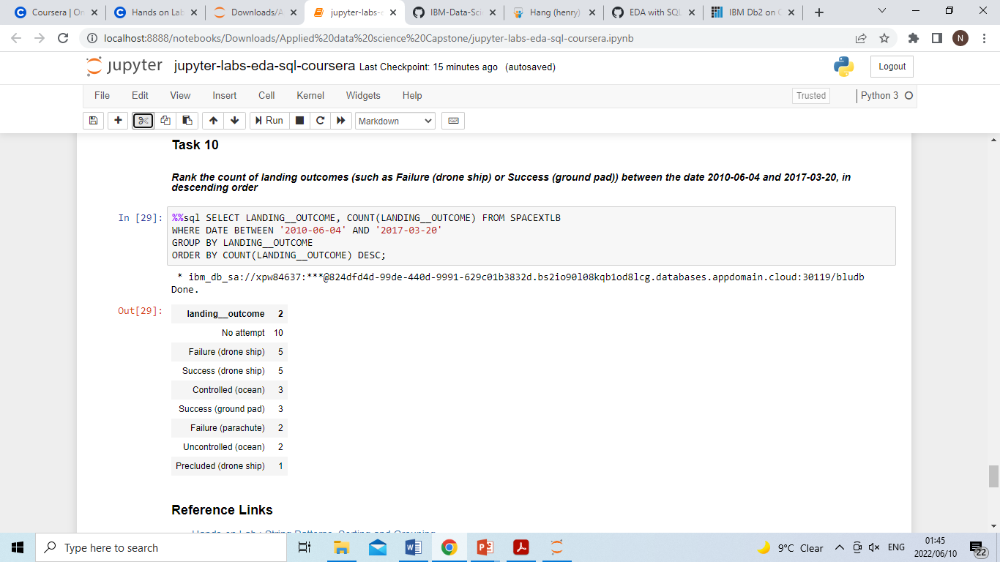 Coursera | On
Hands on Lab
Downloads/A
jupyter-labs-e
IBM-Data-Scie
Hang (henry)
EDA with SQL
IBM Db2 on C
localhost:8888/notebooks/Downloads/Applied%20data%20science%20Capstone/jupyter-labs-eda-sql-coursera.ipynb
N
jupyter jupyter-labs-eda-sql-coursera Last Checkpoint: 15 minutes ago (autosaved)
Logout
File Edit View Insert Cell Kernel Widgets Help
Trusted
Python 3
Run
Markdown
Task 10
Rank the count of landing outcomes (such as Failure (drone ship) or Success (ground pad)) between the date 2010-06-04 and 2017-03-20, in
descending order
In [29]: %%sql SELECT LANDING__OUTCOME, COUNT(LANDING__OUTCOME) FROM SPACEXTLB
WHERE DATE BETWEEN '2010-06-04' AND '2017-03-20'
GROUP BY LANDING__OUTCOME
ORDER BY COUNT(LANDING__OUTCOME) DESC;
* ibm_db_sa://xpw84637:***@824dfd4d-99de-440d-9991-629c01b3832d.bs2io90l08kqb1od8lcg.databases.appdomain.cloud:30119/bludb
Done.
Out[29]: landing__outcome 2
No attempt 10
Failure (drone ship) 5
Success (drone ship) 5
Controlled (ocean) 3
Success (ground pad) 3
Failure (parachute) 2
Uncontrolled (ocean) 2
Precluded (drone ship) 1
Reference Links
Hands-on Lab : String Patterns, Sorting and Grouping
Type here to search
9°C Clear
ENG
01:45
2022/06/10
22